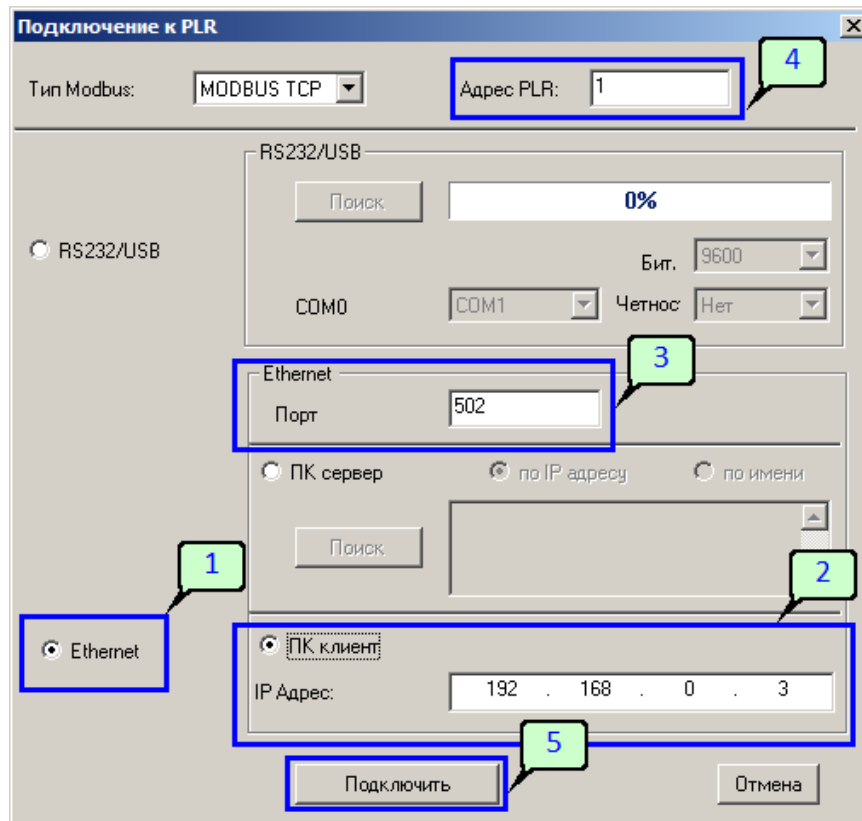 Подключение к PLR
4
Тип Modbus: MODBUS TCP Адрес PLR: 1
RS232/USB
Поиск 0%
RS232/USB
Бит. 9600
COM0 COM1 Четнос Нет
3
Ethernet
Порт 502
ПК сервер по IP адресу по имени
Поиск
1
2
Ethernet
ПК клиент
IP Адрес: 192 . 168 . 0 . 3
5
Подключить Отмена